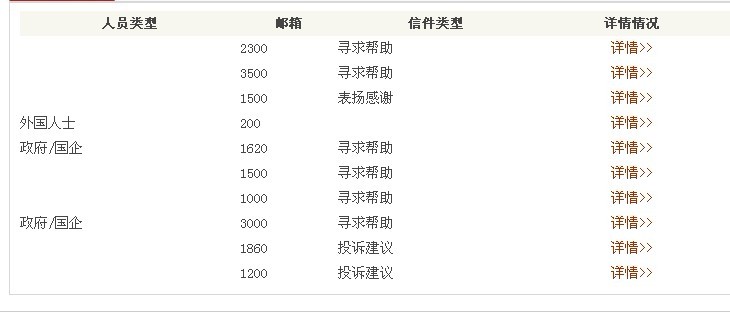 人员类型 邮箱 信件类型 详情情况
2300 寻求帮助 详情>>
3500 寻求帮助 详情>>
1500 表扬感谢 详情>>
外国人士 200 详情>>
政府/国企 1620 寻求帮助 详情>>
1500 寻求帮助 详情>>
1000 寻求帮助 详情>>
政府/国企 3000 寻求帮助 详情>>
1860 投诉建议 详情>>
1200 投诉建议 详情>>